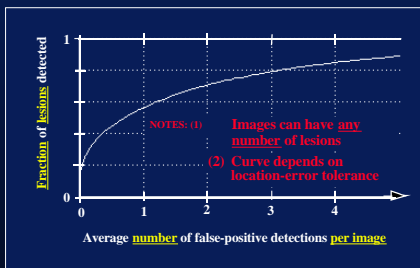 1
Fraction of lesions detected
NOTES: (1) Images can have any
number of lesions
(2) Curve depends on
location-error tolerance
0
0 1 2 3 4
Average number of false-positive detections per image